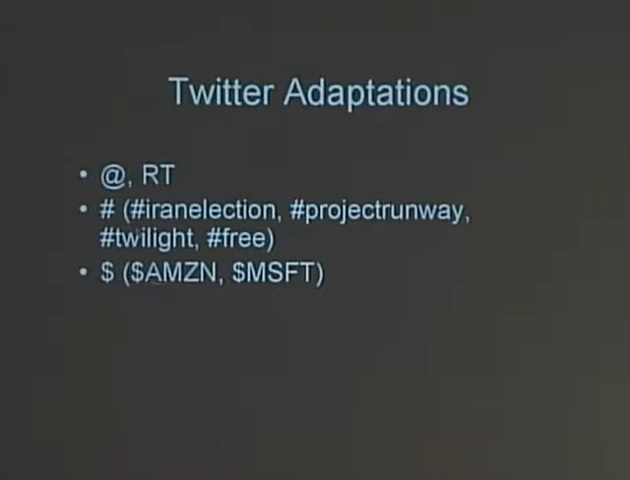 Twitter Adaptations
• @, RT
• # (#iranelection, #projectrunway,
#twilight, #free)
• $ ($AMZN, $MSFT)